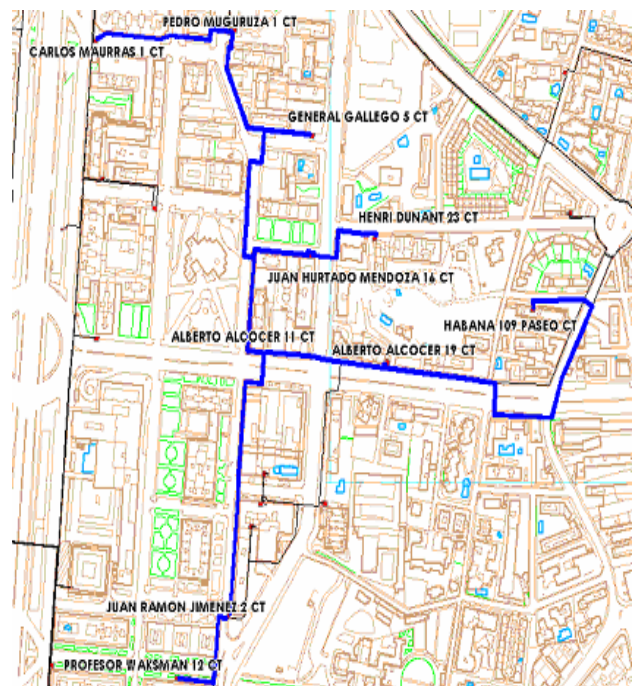 PEDRO MUGURUZA 1 CT
CARLOS MAURRAS 1 CT
GENERAL GALLEGO 5 CT
HENRI DUNANT 23 CT
JUAN HURTADO MENDOZA 16 CT
HABANA 109 PASEO CT
ALBERTO ALCOCER 11 CT
ALBERTO ALCOCER 19 CT
JUAN RAMON JIMENEZ 2 CT
PROFESOR WAKSMAN 12 CT